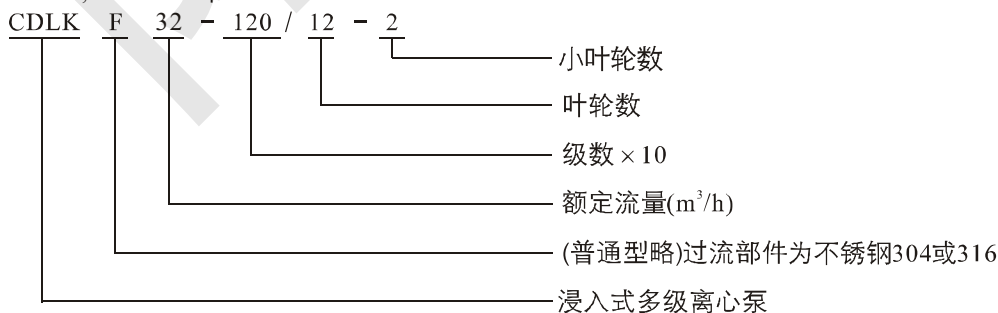 CDLK F 32 - 120 / 12 - 2
小叶轮数
叶轮数
级数×10
额定流量(m³/h)
(普通型略)过流部件为不锈钢304或316
浸入式多级离心泵